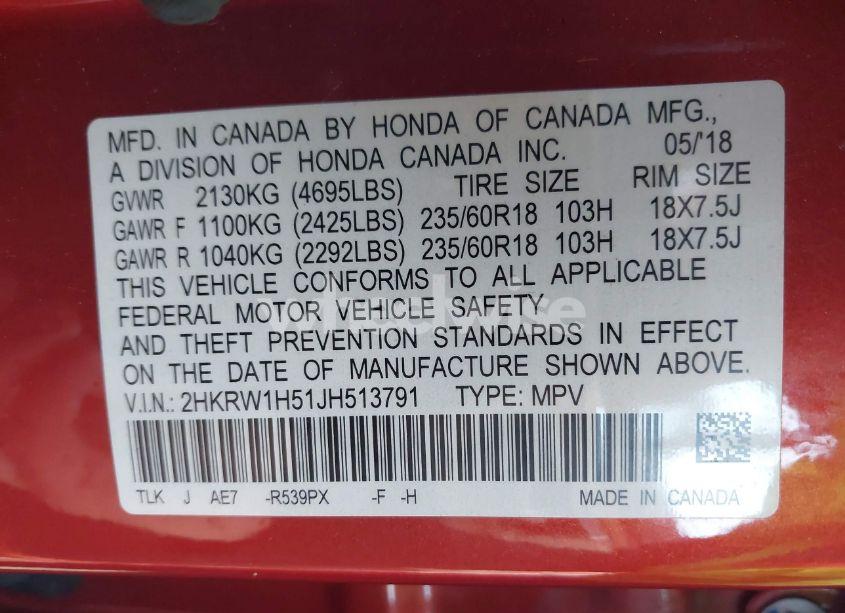 MFD. IN CANADA BY HONDA OF CANADA MFG.,
A DIVISION OF HONDA CANADA INC. 05/'18
GVWR 2130KG (4695LBS) TIRE SIZE RIM SIZE
GAWR F 1100KG (2425LBS) 235/60R18 103H 18X7.5J
GAWR R 1040KG (2292LBS) 235/60R18 103H 18X7.5J
THIS VEHICLE CONFORMS TO ALL APPLICABLE
FEDERAL MOTOR VEHICLE SAFETY
AND THEFT PREVENTION STANDARDS IN EFFECT
ON THE DATE OF MANUFACTURE SHOWN ABOVE.
V.I.N.: 2HKRW1H51JH513791 TYPE: MPV
TLK J AE7 -R539PX -F -H MADE IN CANADA